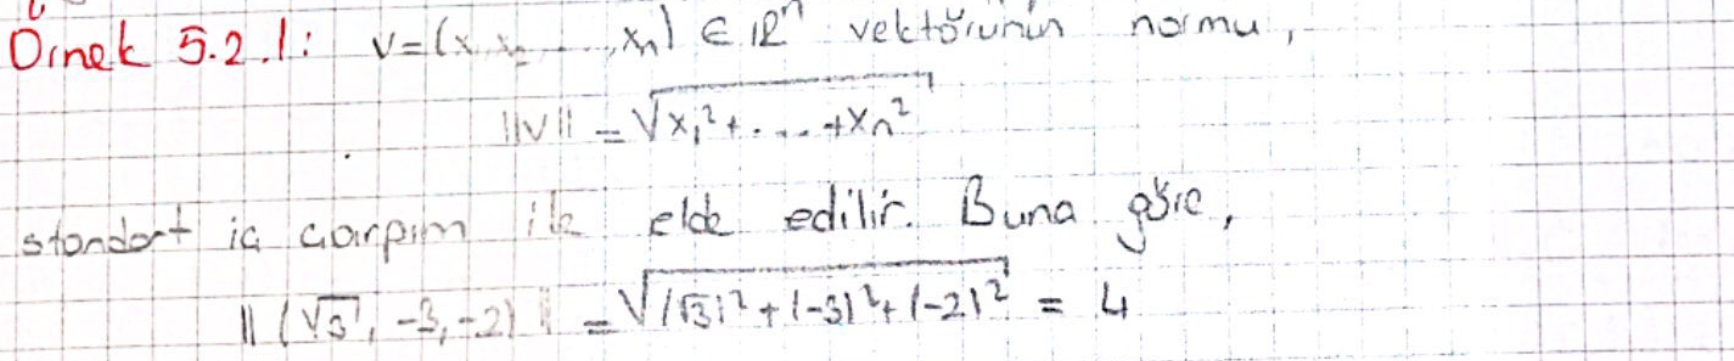 Örnek 5.2.1: v=(x, x₂ ..., xₙ) ∈ ℝⁿ vektörünün normu,
||v|| = √(x₁²+....+xₙ²)
standart iç çarpım ile elde edilir. Buna göre,
||(√3, -3, -2)|| = √((√3)²+(-3)²+(-2)²) = 4